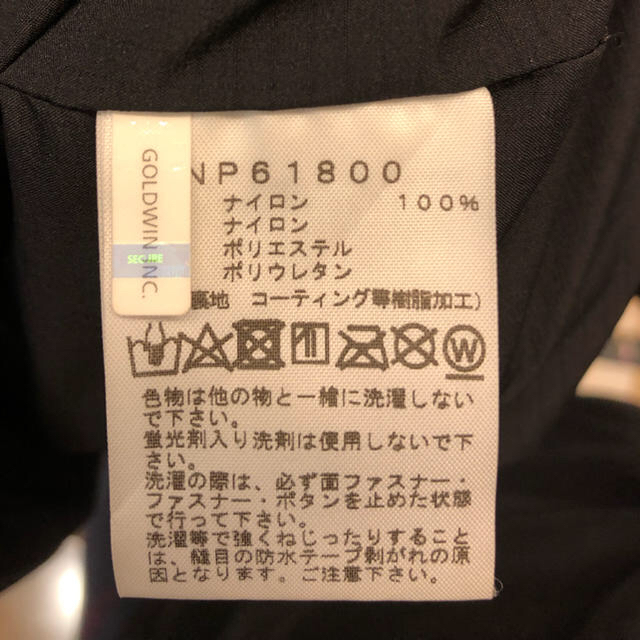 NP61800
ナイロン 100%
ナイロン
ポリエステル
ポリウレタン
裏地 コーティング等樹脂加工)
W
色物は他の物と一緒に洗濯しない
で下さい。
蛍光剤入り洗剤は使用しないで下
さい。
洗濯の際は、必ず面ファスナー・
ファスナー・ボタンを止めた状態
で行って下さい。
洗濯等で強くねじったりすること
は、縫目の防水テープ剥がれの原
因となります。ご注意下さい。
GOLDWIN INC.
SECURE